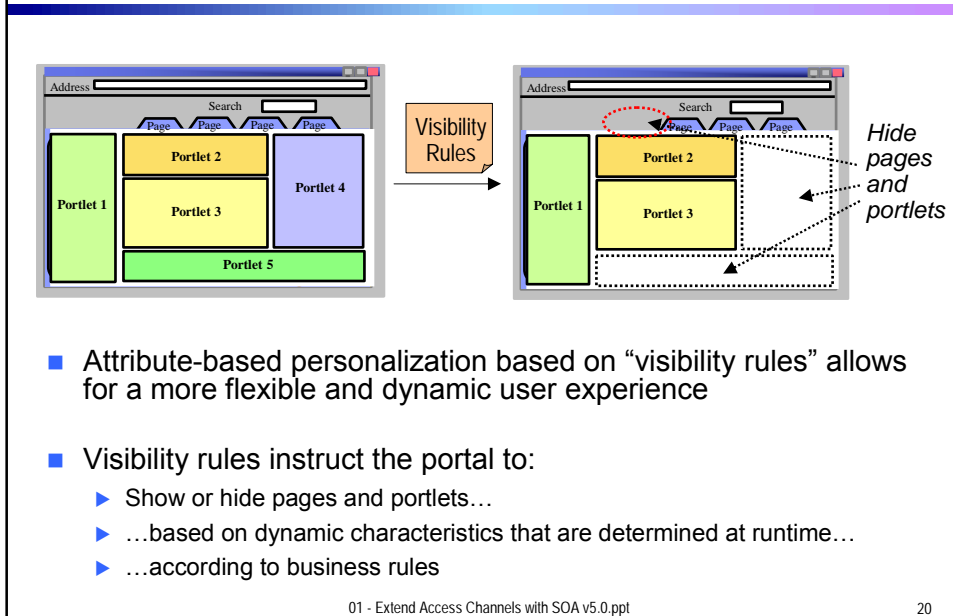 Address
Search
Page Page Page Page
Portlet 1
Portlet 2
Portlet 3
Portlet 4
Portlet 5
Visibility
Rules
Address
Search
Page Page Page
Portlet 1
Portlet 2
Portlet 3
Hide
pages
and
portlets
Attribute-based personalization based on “visibility rules” allows
for a more flexible and dynamic user experience
Visibility rules instruct the portal to:
Show or hide pages and portlets…
…based on dynamic characteristics that are determined at runtime…
…according to business rules
01 - Extend Access Channels with SOA v5.0.ppt
20